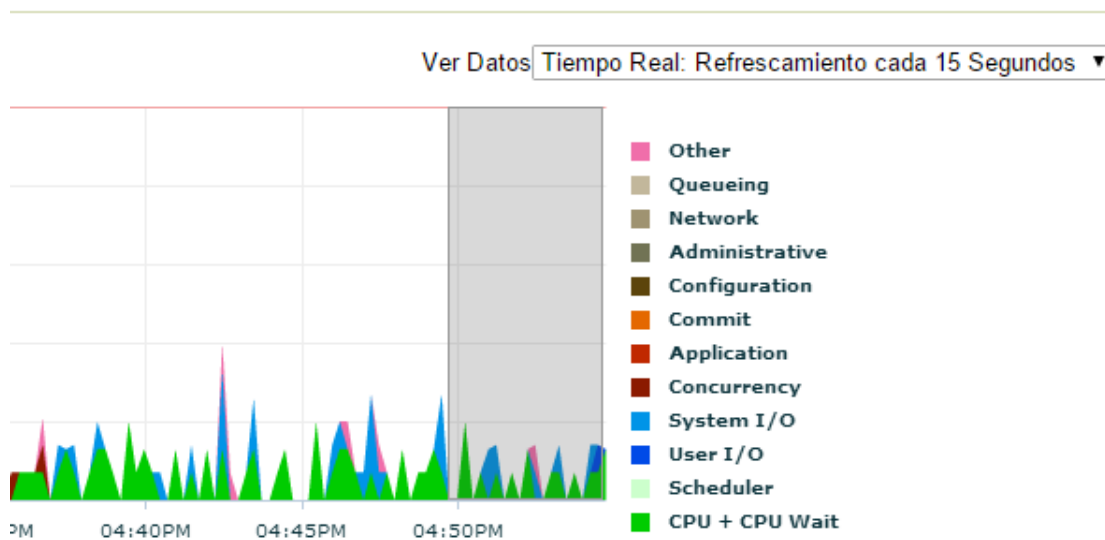 Ver Datos Tiempo Real: Refrescamiento cada 15 Segundos
Other
Queueing
Network
Administrative
Configuration
Commit
Application
Concurrency
System I/O
User I/O
Scheduler
CPU + CPU Wait
PM 04:40PM 04:45PM 04:50PM